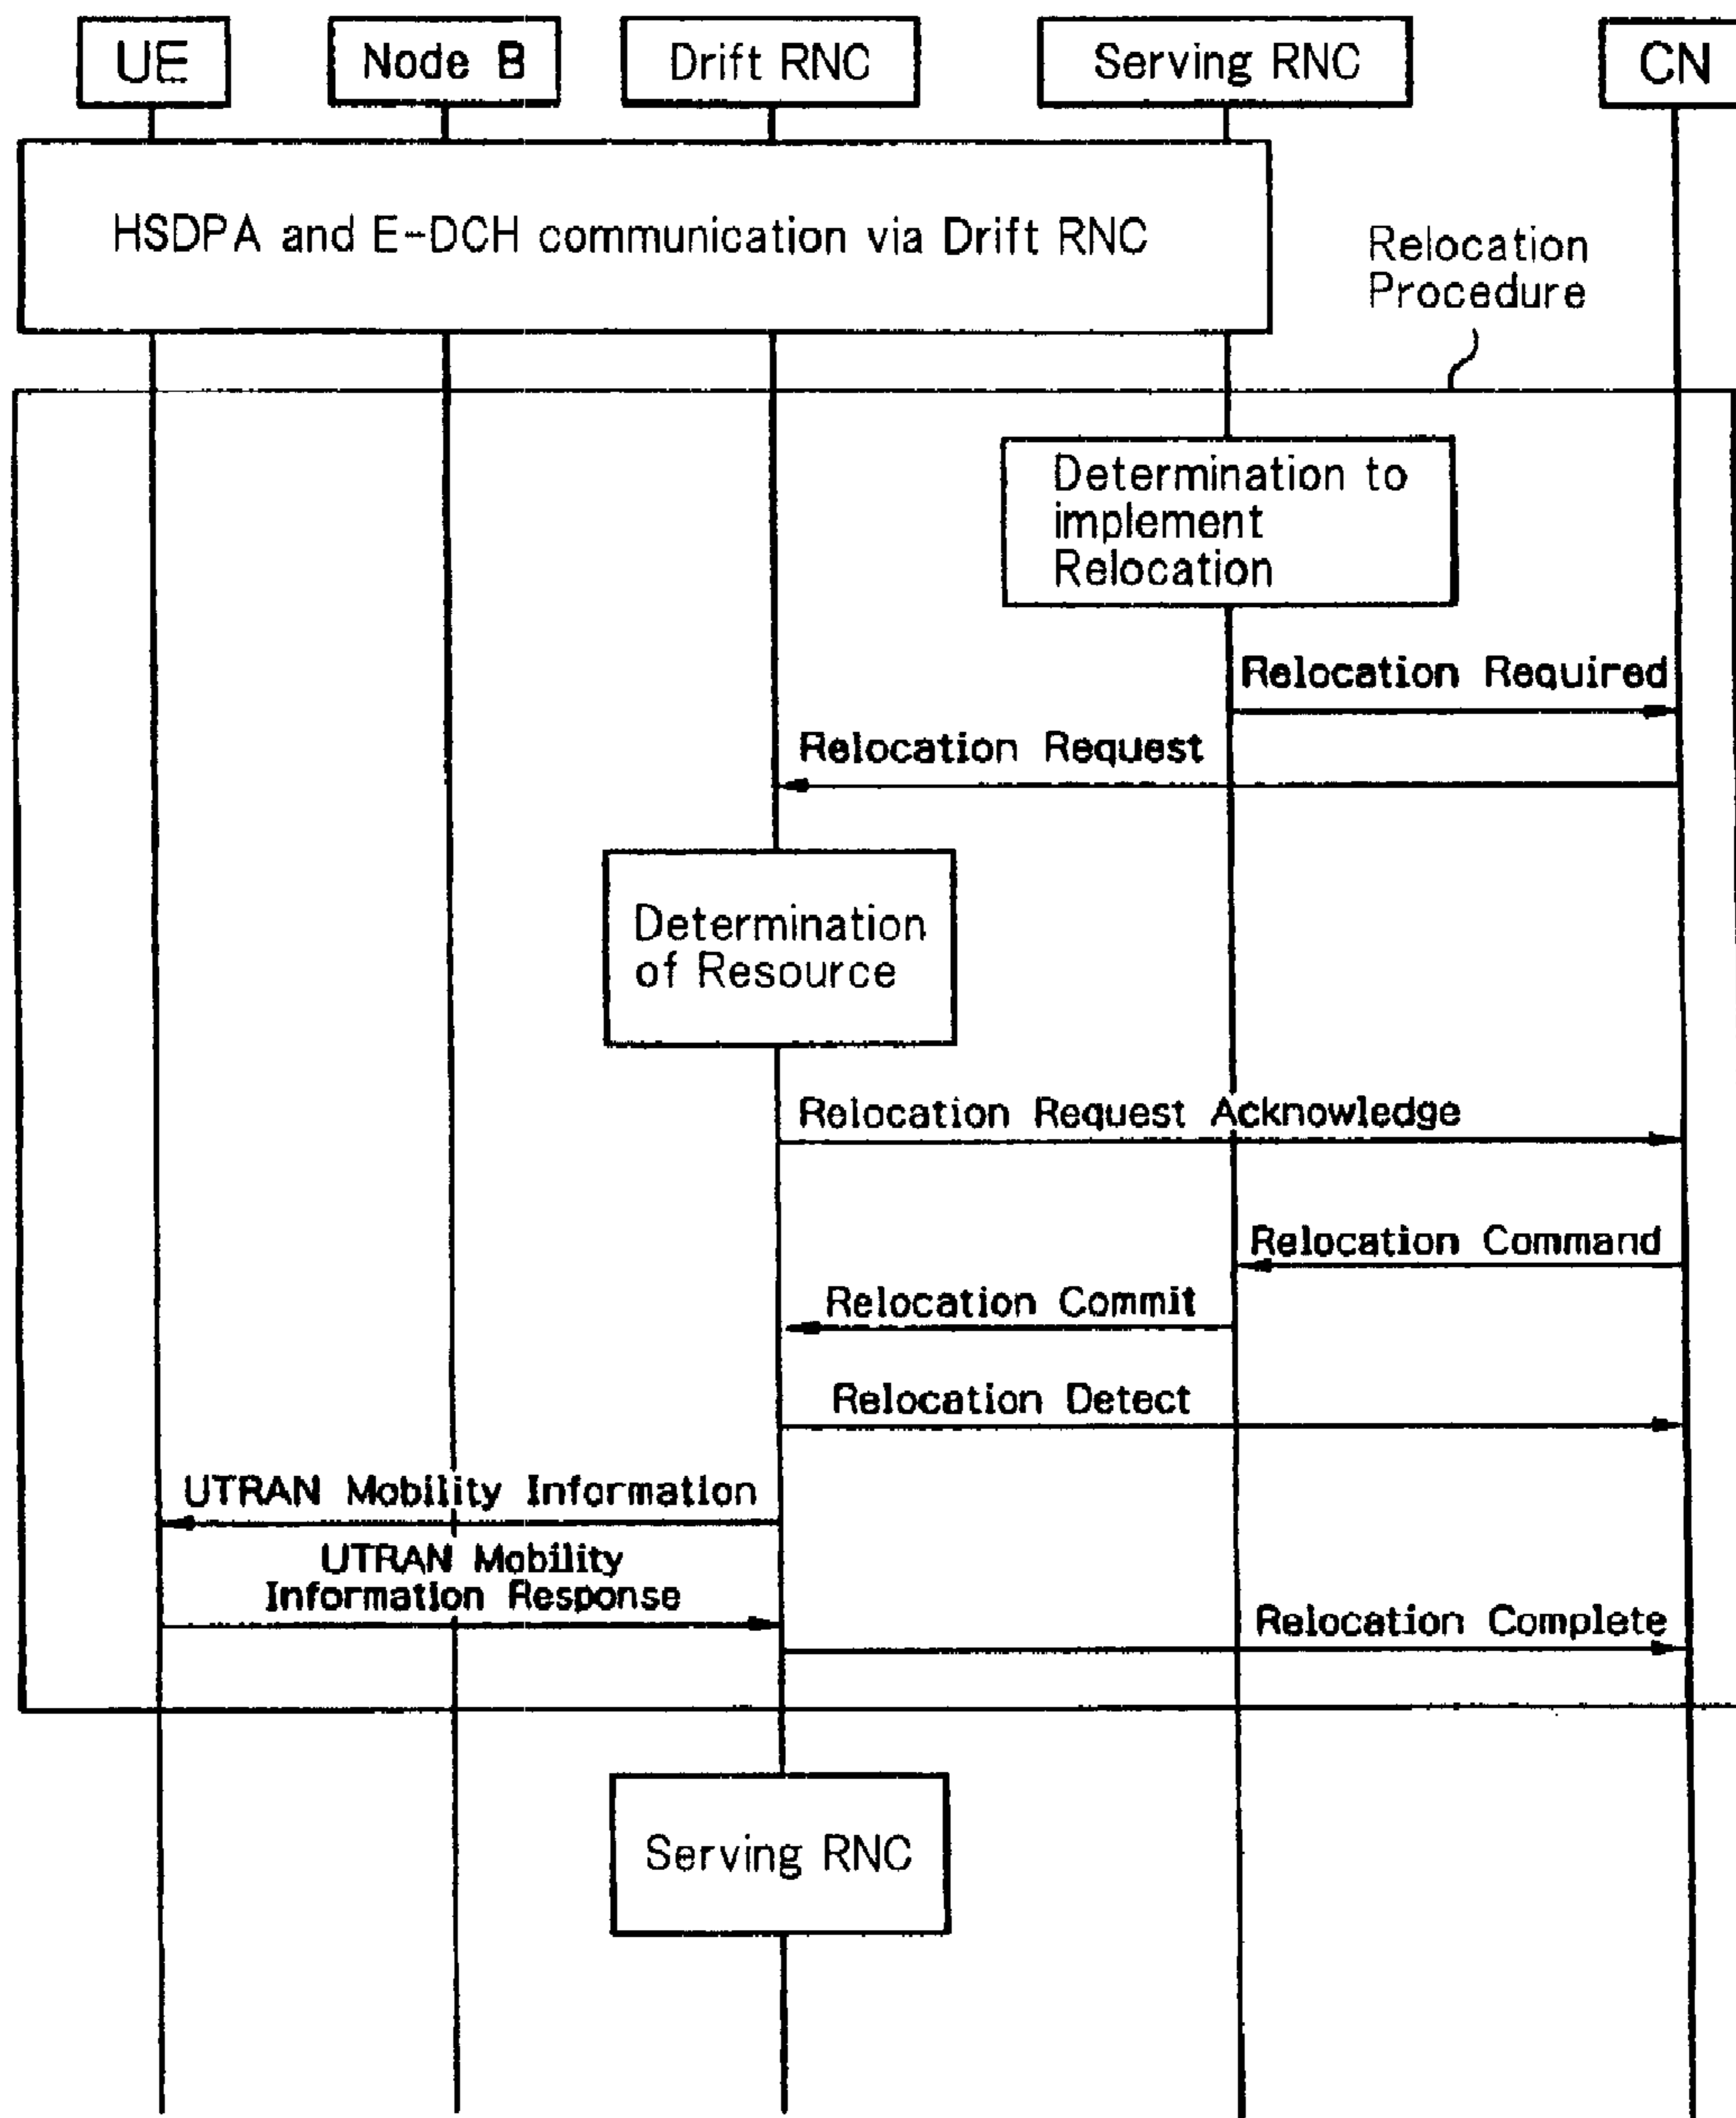 UE
Node B
Drift RNC
Serving RNC
CN
HSDPA and E-DCH communication via Drift RNC
Relocation
Procedure
Determination to
implement
Relocation
Relocation Required
Relocation Request
Determination
of Resource
Relocation Request Acknowledge
Relocation Command
Relocation Commit
Relocation Detect
UTRAN Mobility Information
UTRAN Mobility
Information Response
Relocation Complete
Serving RNC